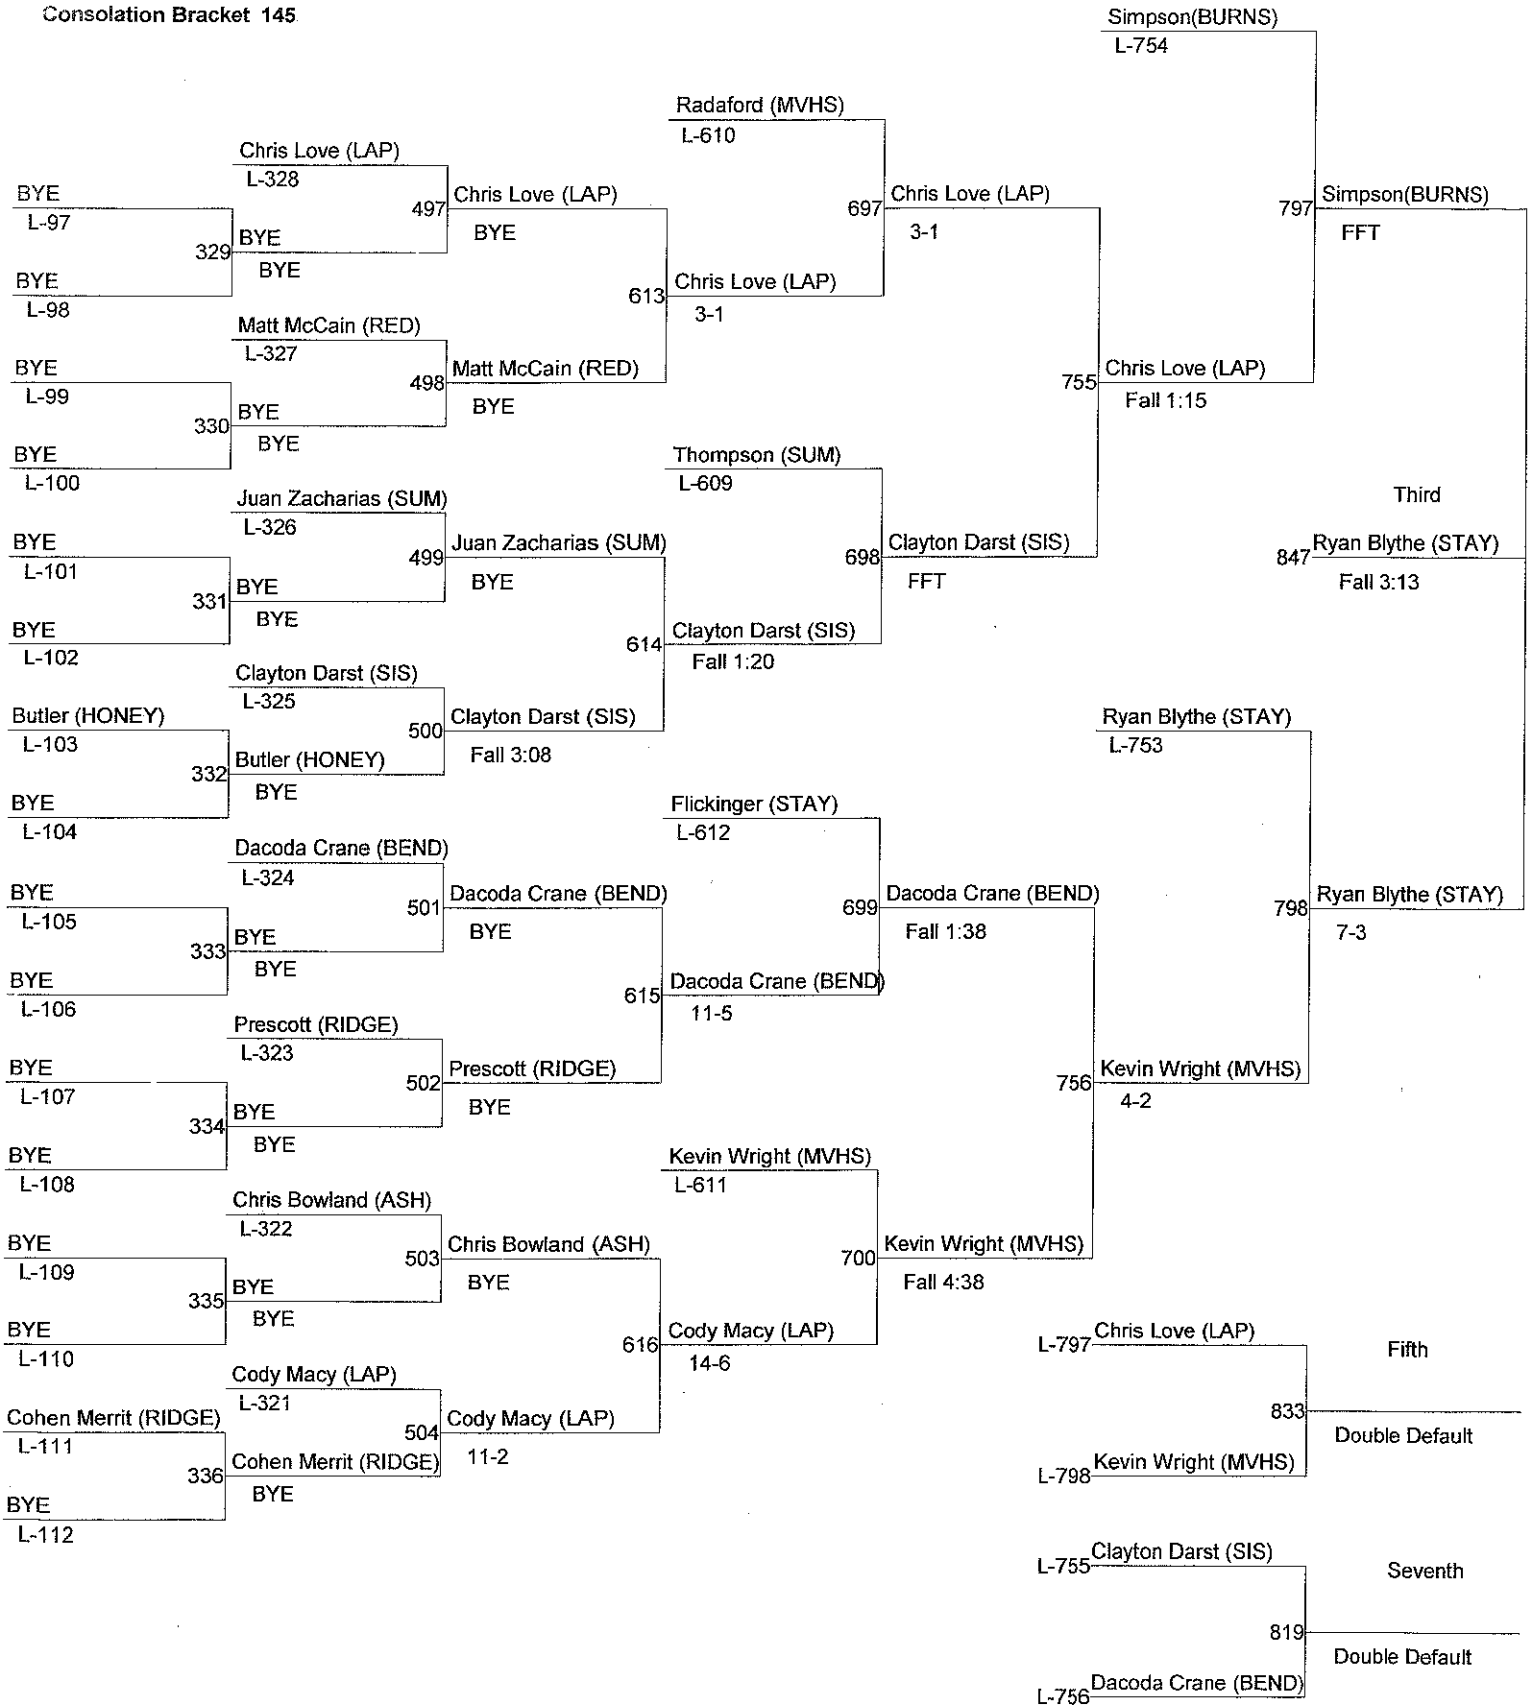 Consolation Bracket 145
Simpson(BURNS)
L-754
Radaford (MVHS)
L-610
Chris Love (LAP)
L-328
BYE
L-97
497
Chris Love (LAP)
BYE
697
Chris Love (LAP)
3-1
797
Simpson(BURNS)
FFT
329
BYE
BYE
BYE
L-98
613
Chris Love (LAP)
3-1
Matt McCain (RED)
L-327
BYE
L-99
498
Matt McCain (RED)
BYE
755
Chris Love (LAP)
Fall 1:15
330
BYE
BYE
BYE
L-100
Thompson (SUM)
L-609
Third
Juan Zacharias (SUM)
L-326
BYE
L-101
499
Juan Zacharias (SUM)
BYE
698
Clayton Darst (SIS)
FFT
847
Ryan Blythe (STAY)
Fall 3:13
331
BYE
BYE
BYE
L-102
614
Clayton Darst (SIS)
Fall 1:20
Clayton Darst (SIS)
L-325
Butler (HONEY)
L-103
500
Clayton Darst (SIS)
Fall 3:08
Ryan Blythe (STAY)
L-753
332
Butler (HONEY)
BYE
BYE
L-104
Flickinger (STAY)
L-612
Dacoda Crane (BEND)
L-324
BYE
L-105
501
Dacoda Crane (BEND)
BYE
699
Dacoda Crane (BEND)
Fall 1:38
798
Ryan Blythe (STAY)
7-3
333
BYE
BYE
BYE
L-106
615
Dacoda Crane (BEND)
11-5
Prescott (RIDGE)
L-323
BYE
L-107
502
Prescott (RIDGE)
BYE
756
Kevin Wright (MVHS)
4-2
334
BYE
BYE
BYE
L-108
Kevin Wright (MVHS)
L-611
Chris Bowland (ASH)
L-322
BYE
L-109
503
Chris Bowland (ASH)
BYE
700
Kevin Wright (MVHS)
Fall 4:38
335
BYE
BYE
BYE
L-110
616
Cody Macy (LAP)
14-6
L-797
Chris Love (LAP)
Fifth
Cody Macy (LAP)
L-321
Cohen Merrit (RIDGE)
L-111
504
Cody Macy (LAP)
11-2
833
Double Default
336
Cohen Merrit (RIDGE)
BYE
L-798
Kevin Wright (MVHS)
BYE
L-112
L-755
Clayton Darst (SIS)
Seventh
819
Double Default
L-756
Dacoda Crane (BEND)